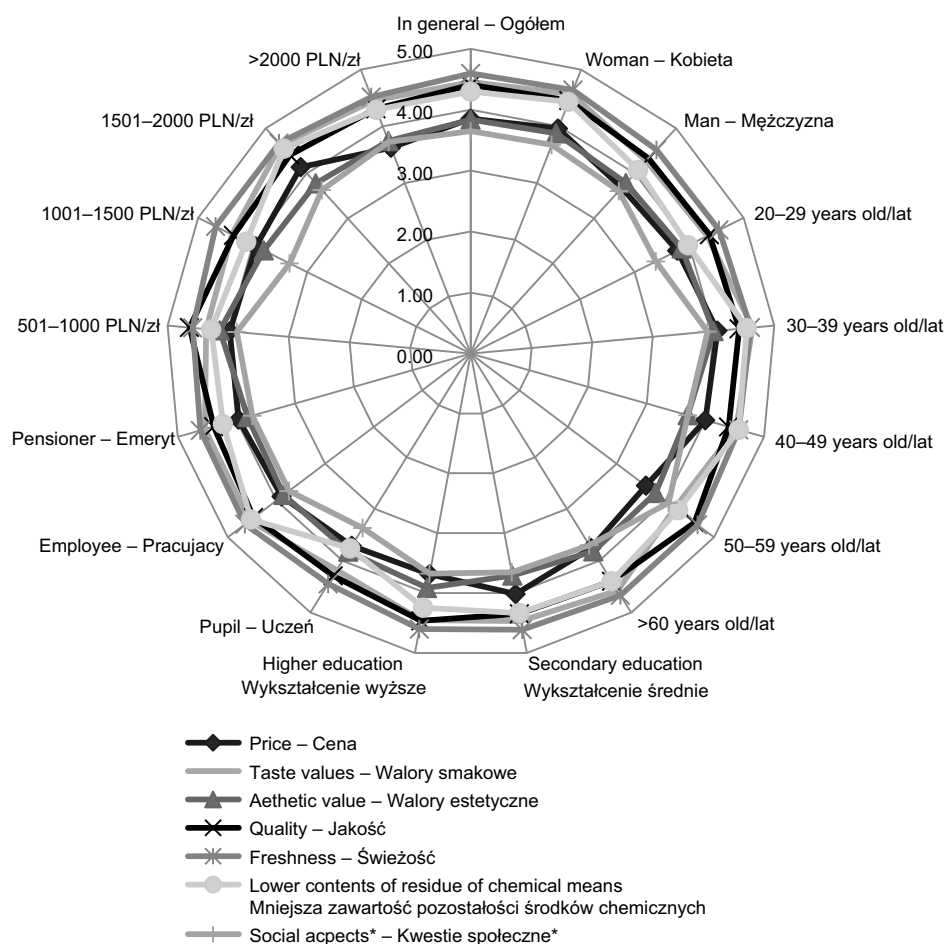 In general – Ogółem
5.00
>2000 PLN/zł
Woman – Kobieta
4.00
1501–2000 PLN/zł
Man – Mężczyzna
3.00
1001–1500 PLN/zł
20–29 years old/lat
2.00
1.00
501–1000 PLN/zł
30–39 years old/lat
0.00
Pensioner – Emeryt
40–49 years old/lat
Employee – Pracujacy
50–59 years old/lat
Pupil – Uczeń
>60 years old/lat
Higher education
Wykształcenie wyższe
Secondary education
Wykształcenie średnie
Price – Cena
Taste values – Walory smakowe
Aethetic value – Walory estetyczne
Quality – Jakość
Freshness – Świeżość
Lower contents of residue of chemical means
Mniejsza zawartość pozostałości środków chemicznych
Social acpects* – Kwestie społeczne*